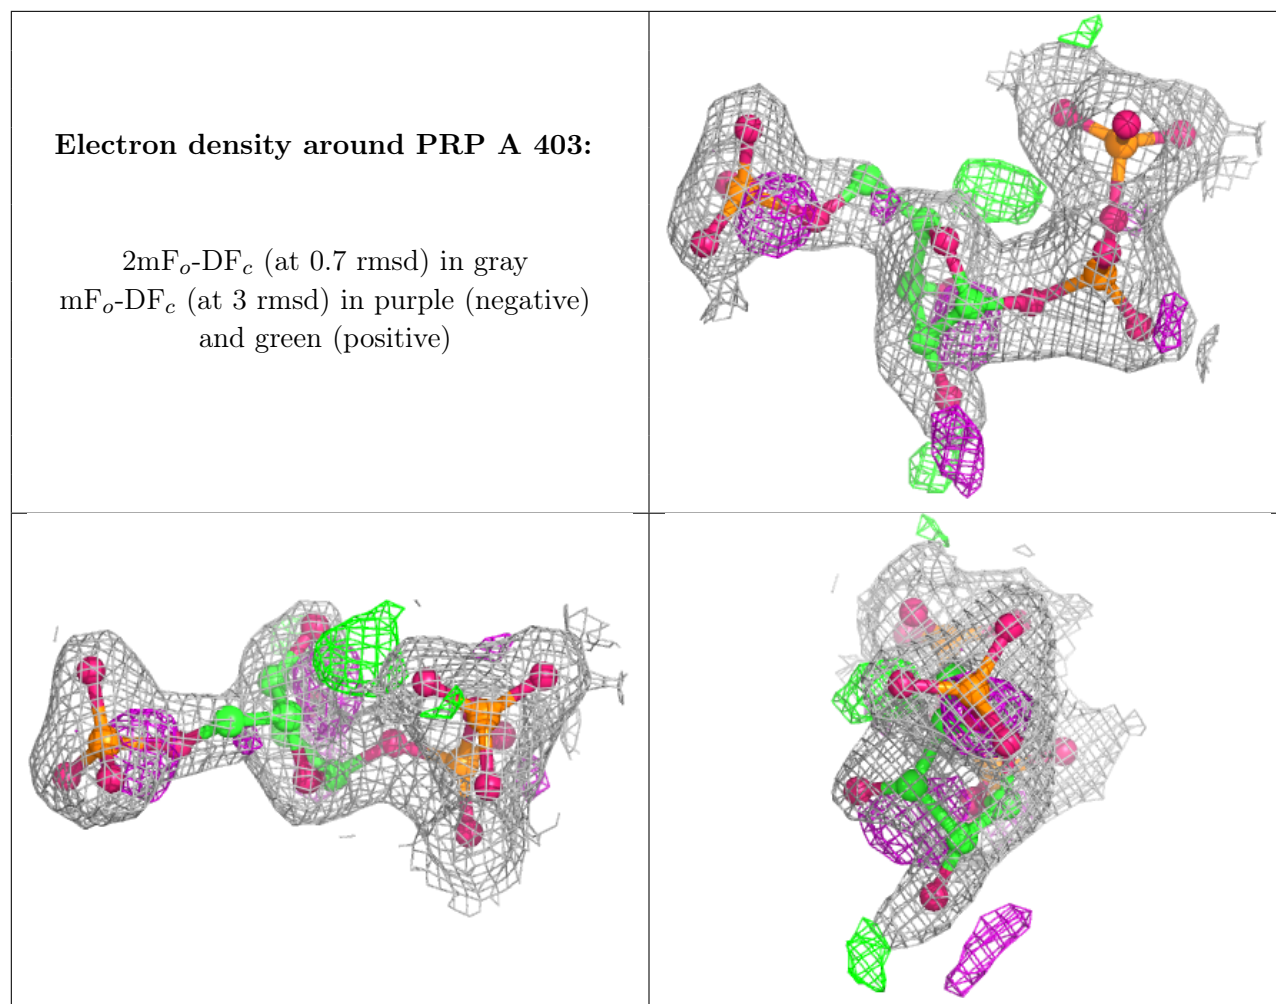 Electron density around PRP A 403:
2mFo-DFc (at 0.7 rmsd) in gray
mFo-DFc (at 3 rmsd) in purple (negative)
and green (positive)